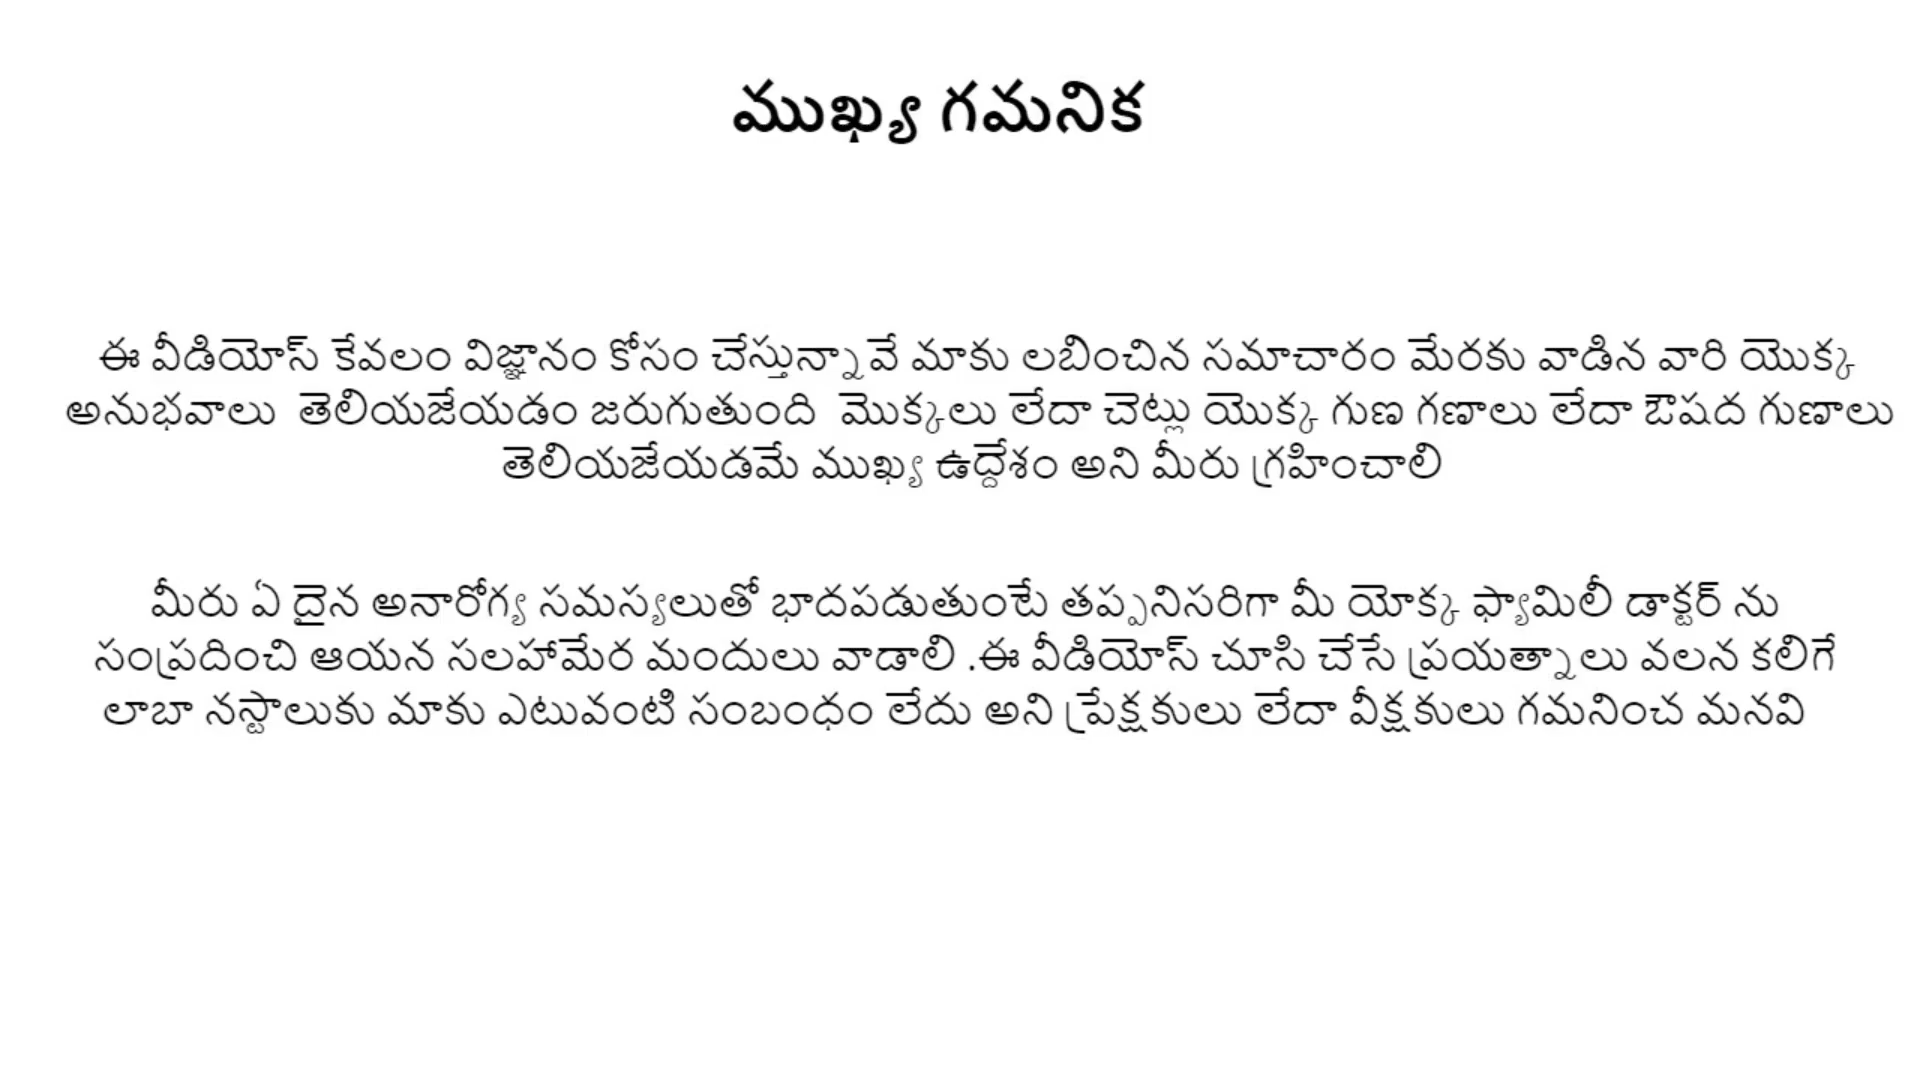 ముఖ్య గమనిక
ఈ వీడియోస్ కేవలం విజ్ఞానం కోసం చేస్తున్నావే మాకు లబించిన సమాచారం మేరకు వాడిన వారి యొక్క
అనుభవాలు తెలియజేయడం జరుగుతుంది మొక్కలు లేదా చెట్లు యొక్క గుణ గణాలు లేదా ఔషద గుణాలు
తెలియజేయడమే ముఖ్య ఉద్దేశం అని మీరు గ్రహించాలి
మీరు ఏ దైన అనారోగ్య సమస్యలుతో భాదపడుతుంటే తప్పనిసరిగా మీ యోక్క ఫ్యామిలీ డాక్టర్ ను
సంప్రదించి ఆయన సలహామేర మందులు వాడాలి .ఈ వీడియోస్ చూసి చేసే ప్రయత్నాలు వలన కలిగే
లాబా నస్టాలుకు మాకు ఎటువంటి సంబంధం లేదు అని ప్రేక్షకులు లేదా వీక్షకులు గమనించ మనవి